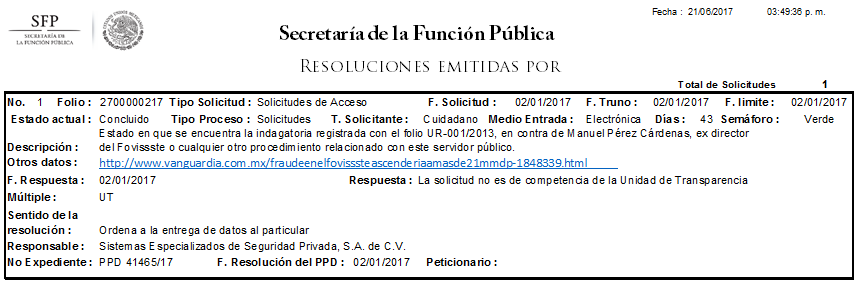 SFP
SECRETARÍA DE
LA FUNCIÓN PÚBLICA
Fecha : 21/06/2017 03:49:36 p. m.
Secretaría de la Función Pública
RESOLUCIONES EMITIDAS POR
Total de Solicitudes 1
No. 1 Folio : 2700000217 Tipo Solicitud : Solicitudes de Acceso F. Solicitud : 02/01/2017 F. Truno : 02/01/2017 F. limite : 02/01/2017
Estado actual : Concluido Tipo Proceso : Solicitudes T. Solicitante : Cuidadano Medio Entrada : Electrónica Días : 43 Semáforo : Verde
Estado en que se encuentra la indagatoria registrada con el folio UR-001/2013, en contra de Manuel Pérez Cárdenas, ex director
Descripción : del Fovissste o cualquier otro procedimiento relacionado con este servidor público.
Otros datos : http://www.vanguardia.com.mx/fraudeenelfovisssteascenderiaamasde21mmdp-1848339.html
F. Respuesta : 02/01/2017 Respuesta : La solicitud no es de competencia de la Unidad de Transparencia
Múltiple : UT
Sentido de la
resolución : Ordena a la entrega de datos al particular
Responsable : Sistemas Especializados de Seguridad Privada, S.A. de C.V.
No Expediente : PPD 41465/17 F. Resolución del PPD : 02/01/2017 Peticionario :